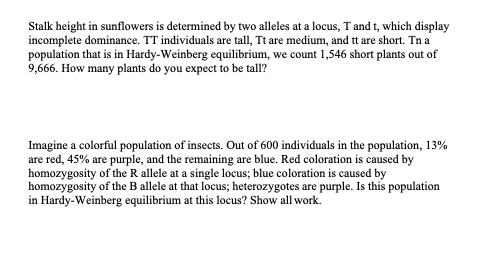 Stalk height in sunflowers is determined by two alleles at a locus, T and t, which display
incomplete dominance. TT individuals are tall, Tt are medium, and tt are short. Tn a
population that is in Hardy-Weinberg equilibrium, we count 1,546 short plants out of
9,666. How many plants do you expect to be tall?
Imagine a colorful population of insects. Out of 600 individuals in the population, 13%
are red, 45% are purple, and the remaining are blue. Red coloration is caused by
homozygosity of the R allele at a single locus; blue coloration is caused by
homozygosity of the B allele at that locus; heterozygotes are purple. Is this population
in Hardy-Weinberg equilibrium at this locus? Show all work.